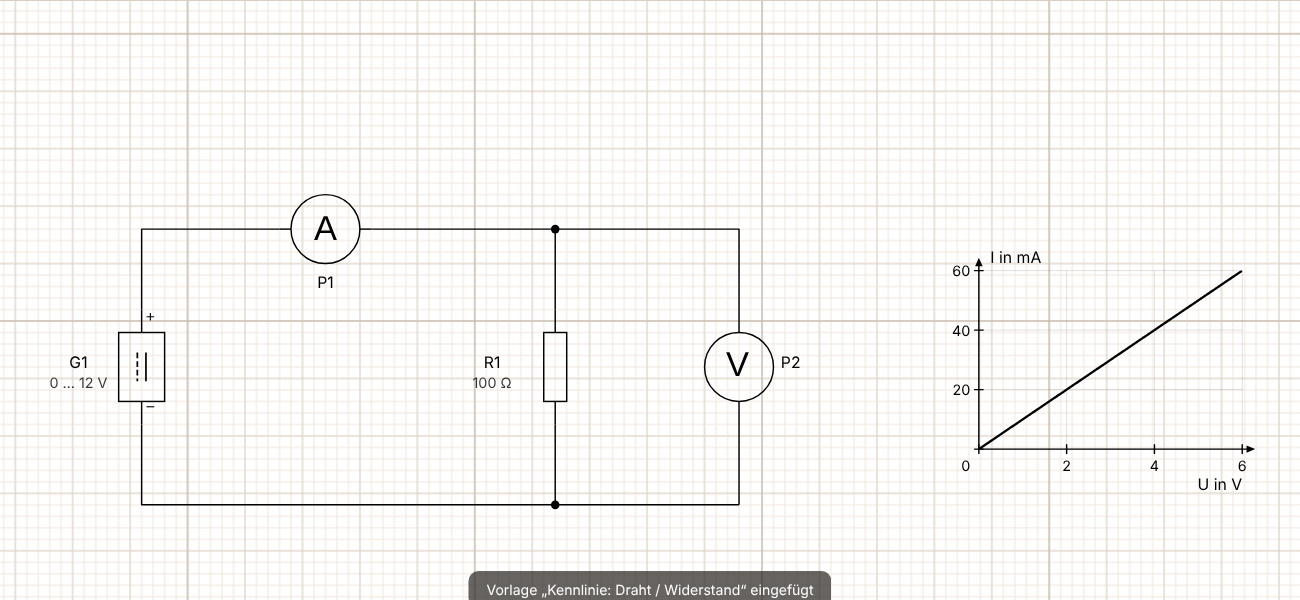 A
P1
+
G1
0 ... 12 V
−
R1
100 Ω
V
P2
I in mA
60
40
20
0
2
4
6
U in V
Vorlage „Kennlinie: Draht / Widerstand“ eingefügt